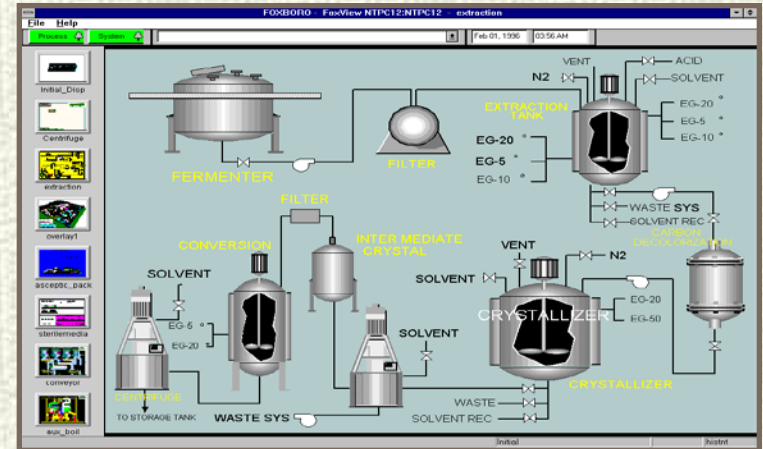 FOXBORO - FoxView NTPC12:NTPC12 - extraction
File Help
Process System Feb 01, 1996 03:56 AM
Initial_Disp
Centrifuge
extraction
overlay1
asceptic_pack
sterilemedia
conveyor
aux_boil
VENT
ACID
N2
SOLVENT
EXTRACTION
TANK
EG-20 °
EG-5 °
EG-10 °
EG-20 °
EG-5 °
EG-10 °
FILTER
FERMENTER
WASTE SYS
SOLVENT REC
CARBON
DECOLORIZATION
FILTER
CONVERSION
INTER MEDIATE
CRYSTAL
VENT
N2
SOLVENT
SOLVENT
EG-20
EG-50
CRYSTALLIZER
EG-5 °
EG-20
SOLVENT
CRYSTALLIZER
CENTRIFUGE
WASTE
TO STORAGE TANK
WASTE SYS
SOLVENT REC
Initial
histnt